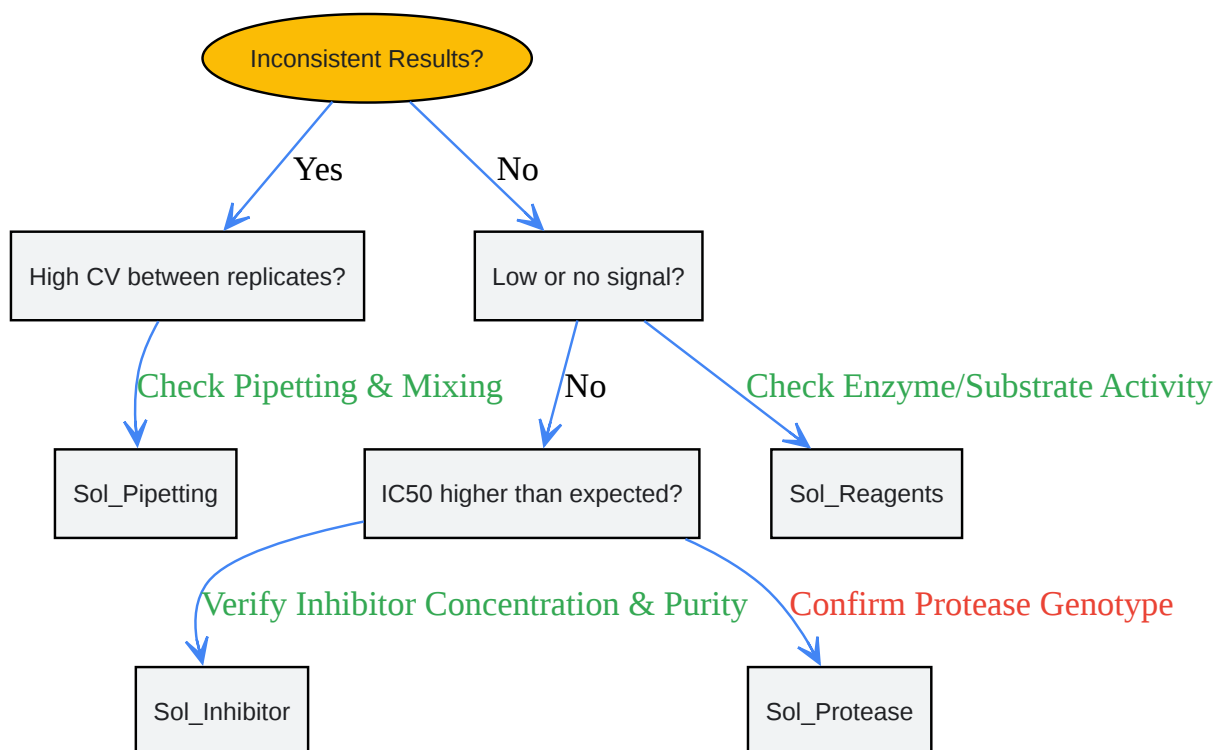 Inconsistent Results?
Yes
No
High CV between replicates?
Low or no signal?
Check Pipetting & Mixing
No
Check Enzyme/Substrate Activity
Sol_Pipetting
IC50 higher than expected?
Sol_Reagents
Verify Inhibitor Concentration & Purity
Confirm Protease Genotype
Sol_Inhibitor
Sol_Protease